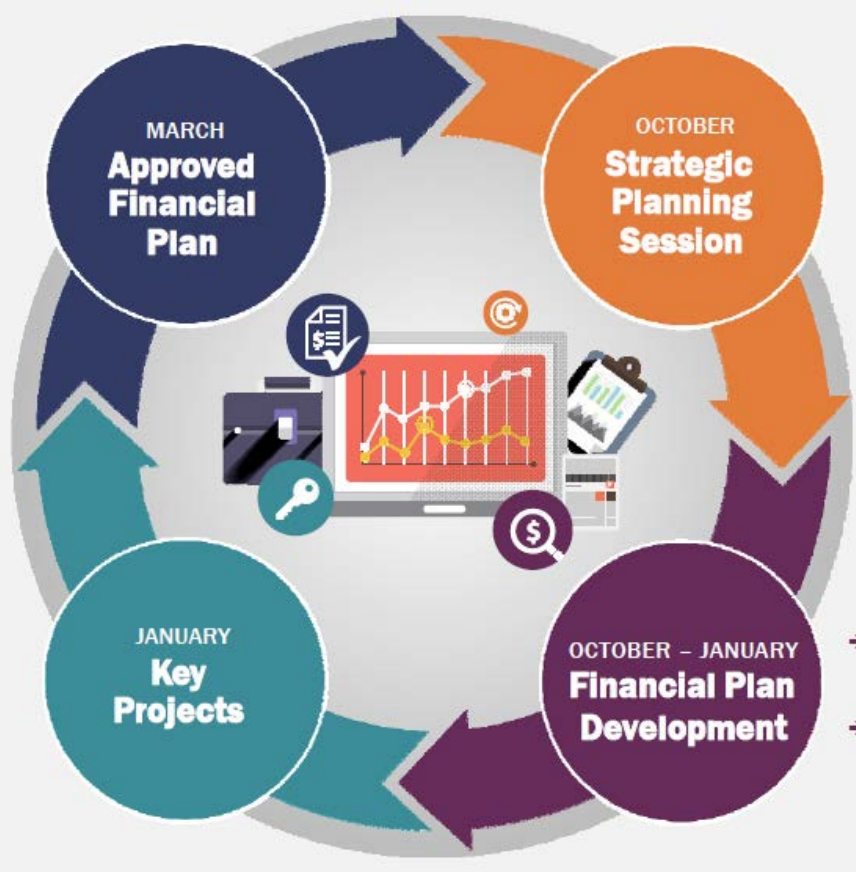 MARCH
Approved
Financial
Plan
OCTOBER
Strategic
Planning
Session
OCTOBER – JANUARY
Financial Plan
Development
JANUARY
Key
Projects
$
$